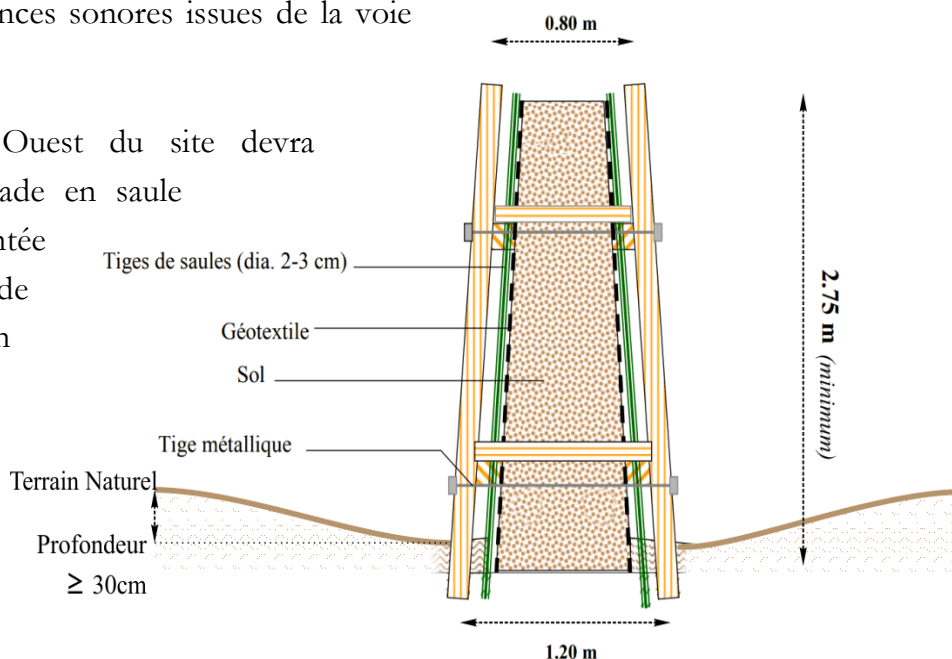 nces sonores issues de la voie
0.80 m
Ouest du site devra
ade en saule
ntée
Tiges de saules (dia. 2-3 cm)
de
2.75 m (minimum)
Géotextile
Sol
Tige métallique
Terrain Naturel
Profondeur
≥ 30cm
1.20 m